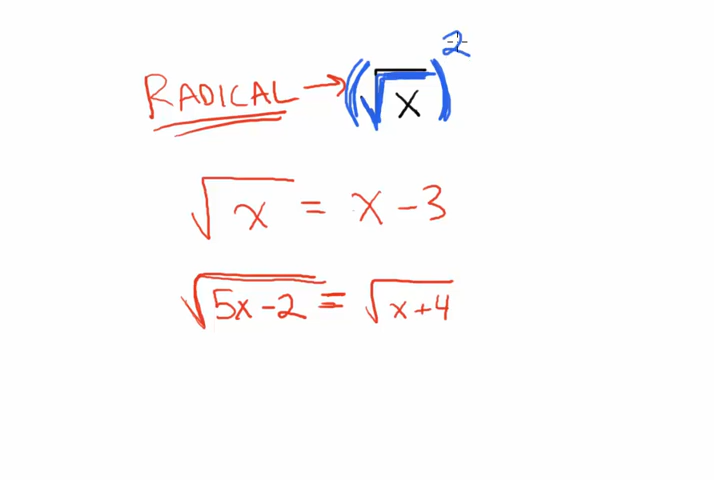 RADICAL → (√x)²
√x = x - 3
√5x-2 = √x+4